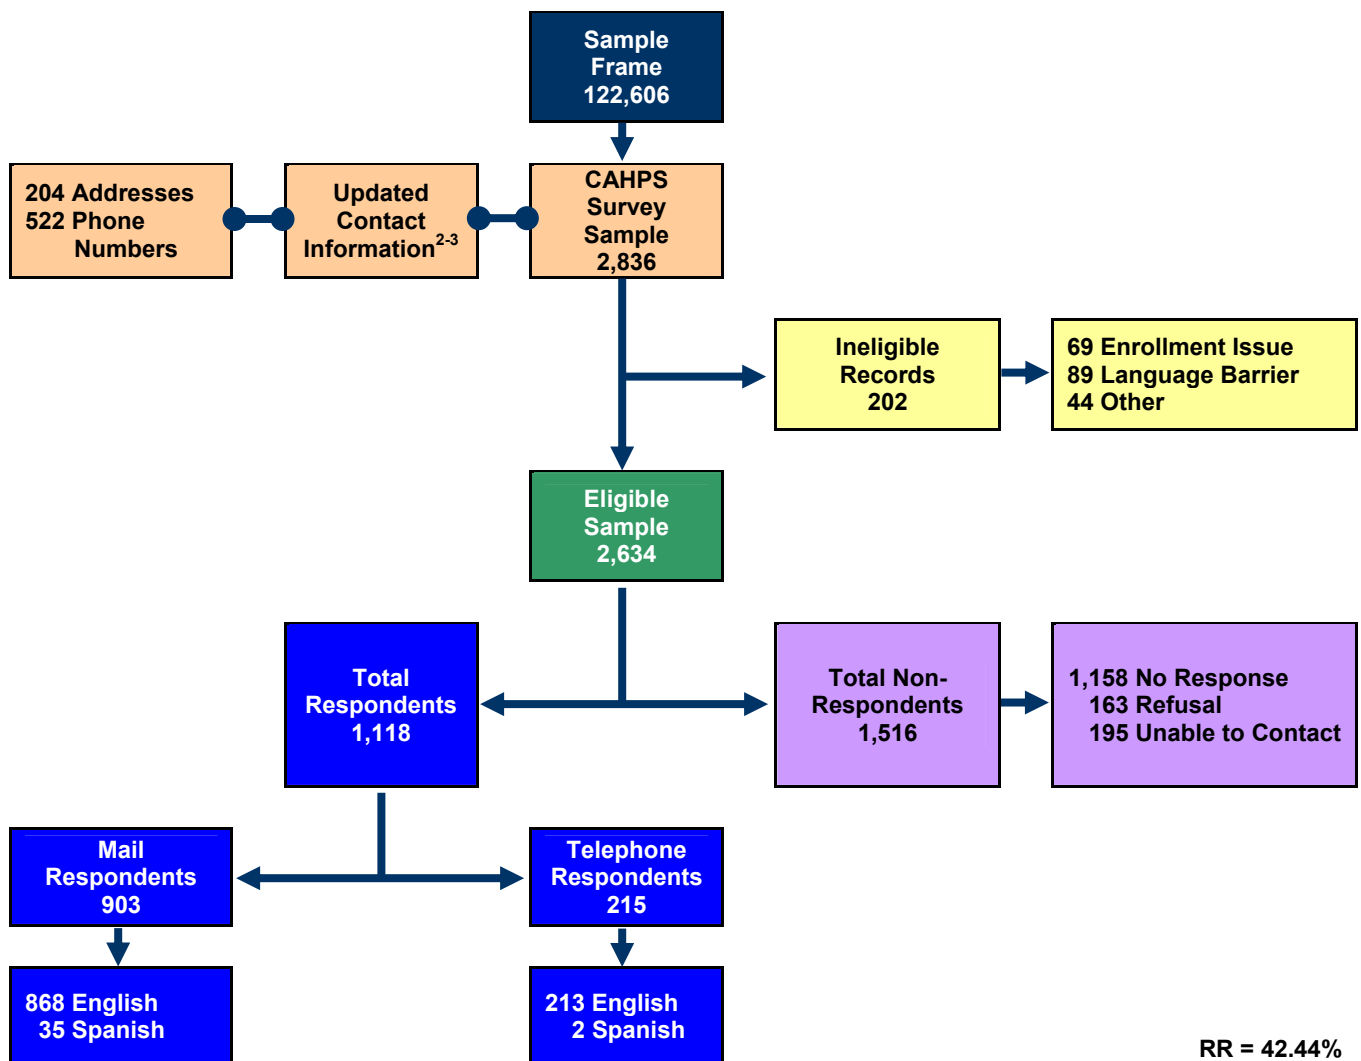 Sample
Frame
122,606
204 Addresses
522 Phone
Numbers
Updated
Contact
Information2-3
CAHPS
Survey
Sample
2,836
Ineligible
Records
202
69 Enrollment Issue
89 Language Barrier
44 Other
Eligible
Sample
2,634
Total
Respondents
1,118
Total Non-
Respondents
1,516
1,158 No Response
163 Refusal
195 Unable to Contact
Mail
Respondents
903
Telephone
Respondents
215
868 English
35 Spanish
213 English
2 Spanish
RR = 42.44%